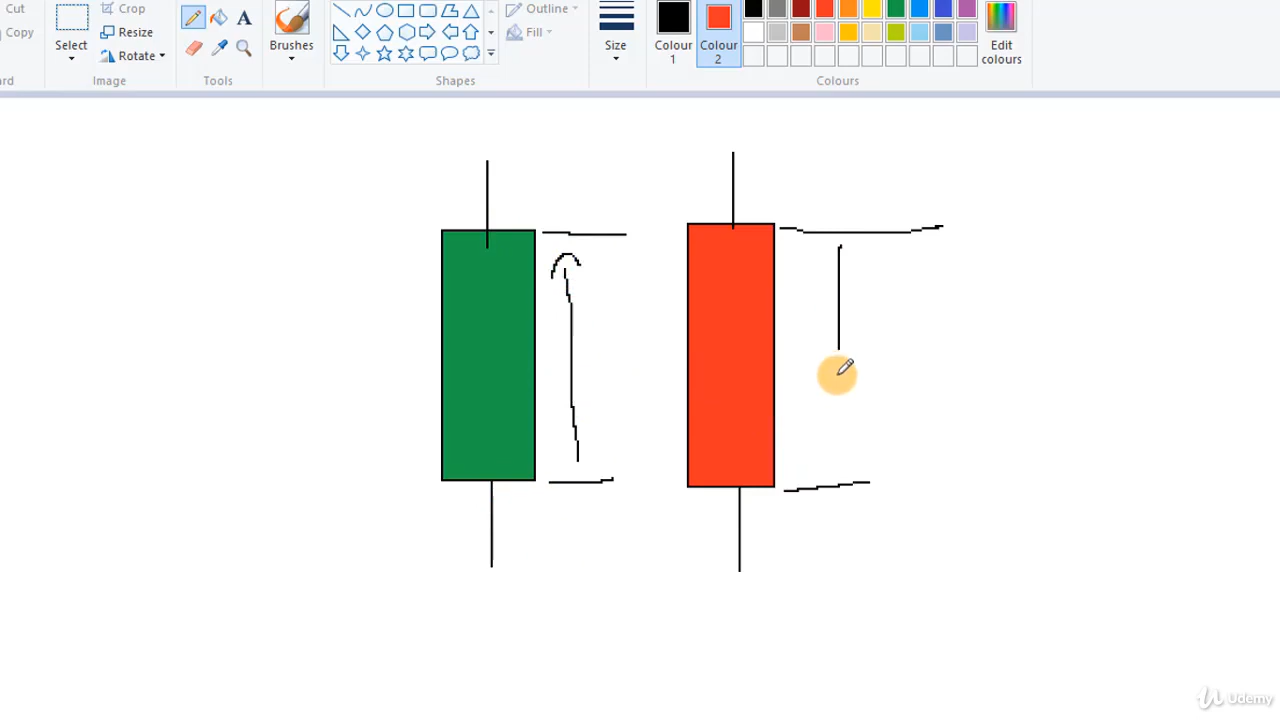 Cut
Copy
Crop
Resize
Rotate
Select
Brushes
Outline
Fill
Size
Colour
1
Colour
2
Edit
colours
Image
Tools
Shapes
Colours
Udemy